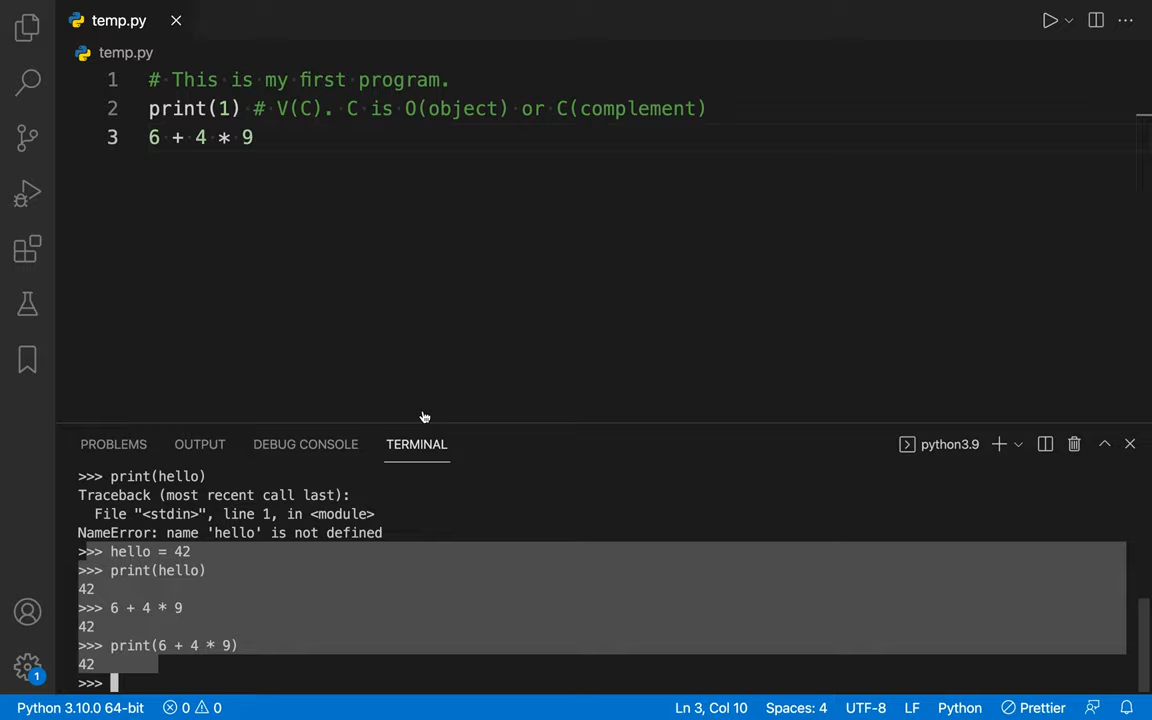 temp.py
temp.py
1 # This is my first program.
2 print(1) # V(C). C is O(object) or C(complement)
3 6 + 4 * 9
PROBLEMS OUTPUT DEBUG CONSOLE TERMINAL python3.9
>>> print(hello)
Traceback (most recent call last):
  File "<stdin>", line 1, in <module>
NameError: name 'hello' is not defined
>>> hello = 42
>>> print(hello)
42
>>> 6 + 4 * 9
42
>>> print(6 + 4 * 9)
42
>>>
1
Python 3.10.0 64-bit 0 0 Ln 3, Col 10 Spaces: 4 UTF-8 LF Python Prettier